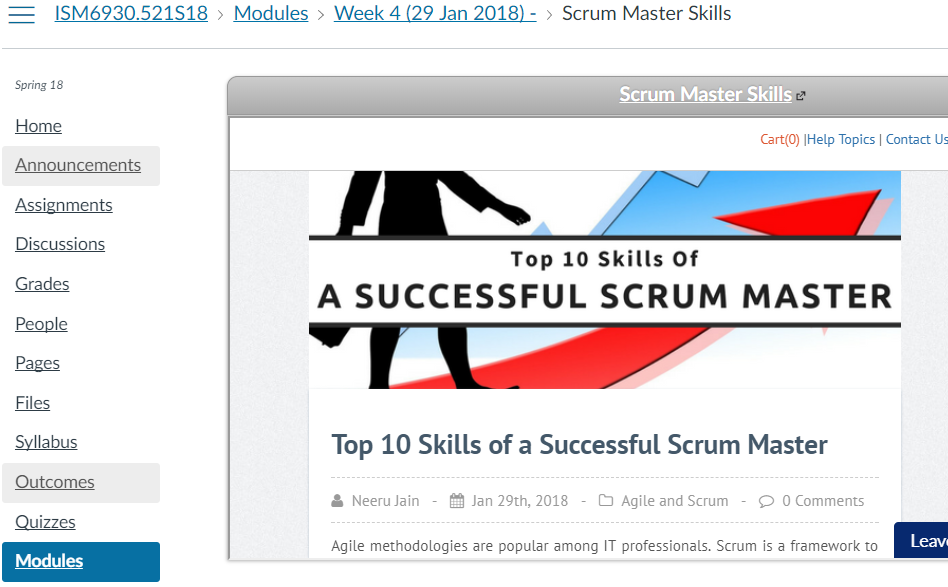 ISM6930.521S18 › Modules › Week 4 (29 Jan 2018) - › Scrum Master Skills
Spring 18
Home
Announcements
Assignments
Discussions
Grades
People
Pages
Files
Syllabus
Outcomes
Quizzes
Modules
Scrum Master Skills
Cart(0) |Help Topics | Contact Us
Top 10 Skills Of
A SUCCESSFUL SCRUM MASTER
Top 10 Skills of a Successful Scrum Master
Neeru Jain - Jan 29th, 2018 - Agile and Scrum - 0 Comments
Agile methodologies are popular among IT professionals. Scrum is a framework to